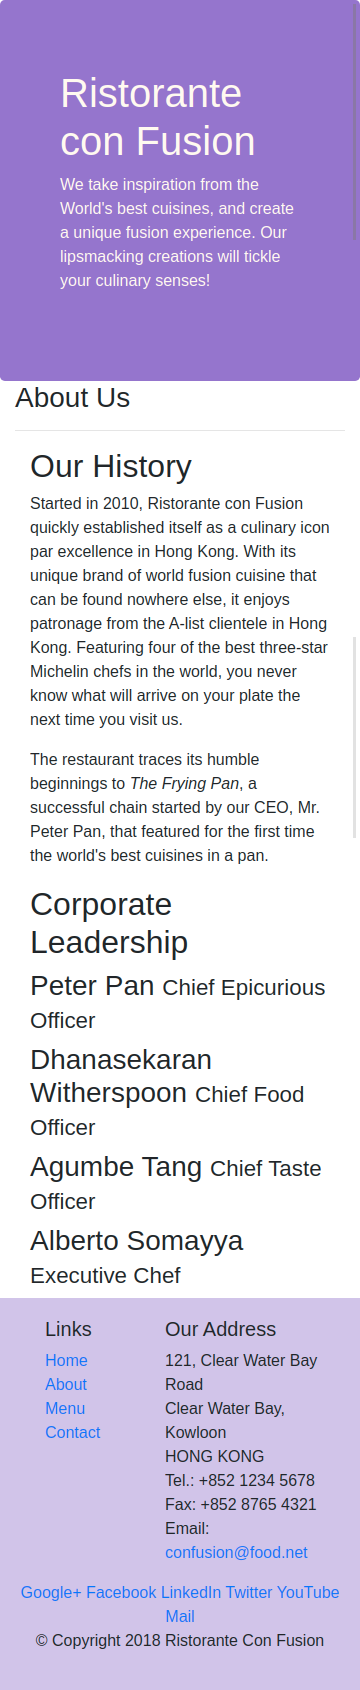 Ristorante
con Fusion
We take inspiration from the
World's best cuisines, and create
a unique fusion experience. Our
lipsmacking creations will tickle
your culinary senses!
About Us
Our History
Started in 2010, Ristorante con Fusion
quickly established itself as a culinary icon
par excellence in Hong Kong. With its
unique brand of world fusion cuisine that
can be found nowhere else, it enjoys
patronage from the A-list clientele in Hong
Kong. Featuring four of the best three-star
Michelin chefs in the world, you never
know what will arrive on your plate the
next time you visit us.
The restaurant traces its humble
beginnings to The Frying Pan, a
successful chain started by our CEO, Mr.
Peter Pan, that featured for the first time
the world's best cuisines in a pan.
Corporate
Leadership
Peter Pan Chief Epicurious
Officer
Dhanasekaran
Witherspoon Chief Food
Officer
Agumbe Tang Chief Taste
Officer
Alberto Somayya
Executive Chef
Links
Home
About
Menu
Contact
Our Address
121, Clear Water Bay
Road
Clear Water Bay,
Kowloon
HONG KONG
Tel.: +852 1234 5678
Fax: +852 8765 4321
Email:
confusion@food.net
Google+ Facebook LinkedIn Twitter YouTube
Mail
© Copyright 2018 Ristorante Con Fusion